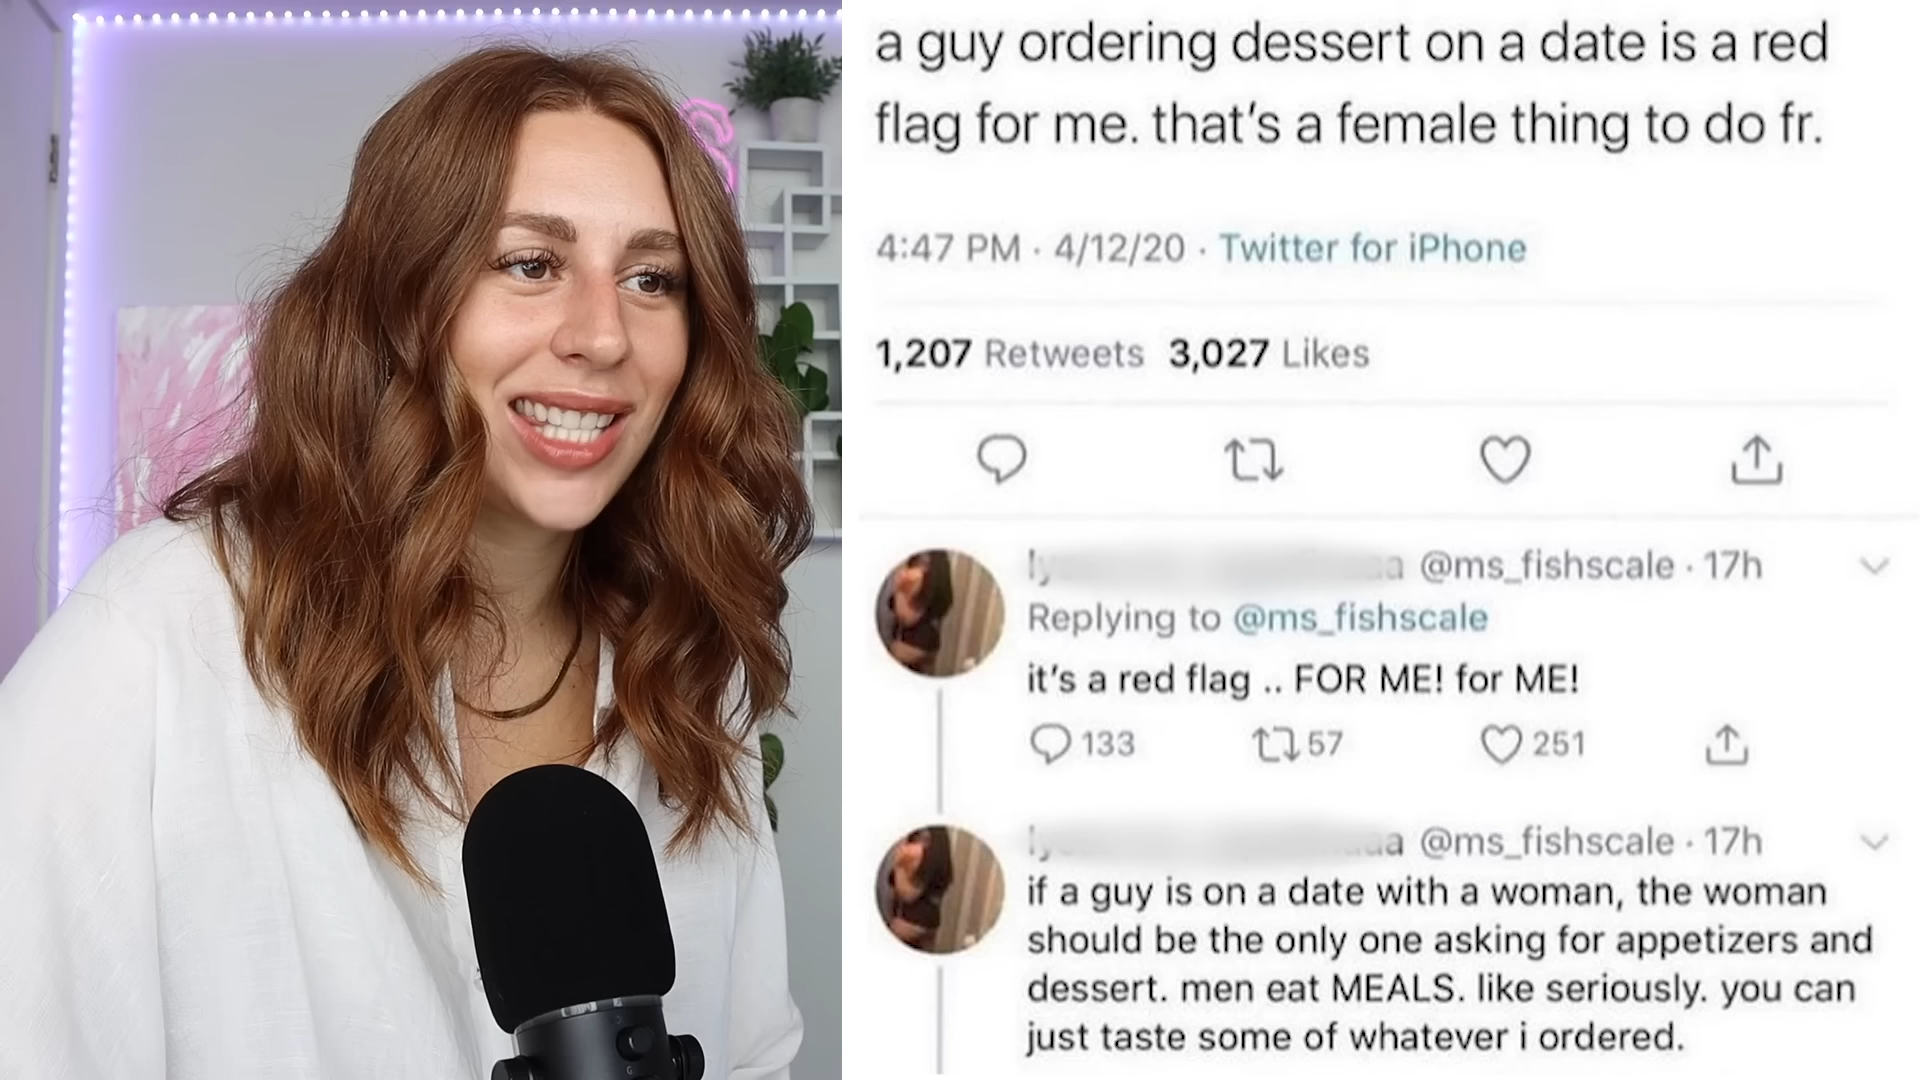 a guy ordering dessert on a date is a red
flag for me. that's a female thing to do fr.
4:47 PM · 4/12/20 · Twitter for iPhone
1,207 Retweets 3,027 Likes
@ms_fishscale · 17h
Replying to @ms_fishscale
it's a red flag .. FOR ME! for ME!
133 57 251
@ms_fishscale · 17h
if a guy is on a date with a woman, the woman
should be the only one asking for appetizers and
dessert. men eat MEALS. like seriously. you can
just taste some of whatever i ordered.